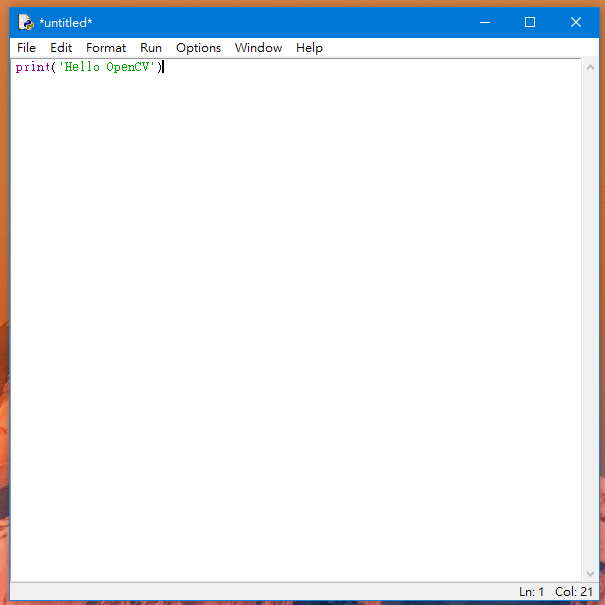 *untitled*
File Edit Format Run Options Window Help
print('Hello OpenCV')
Ln: 1 Col: 21